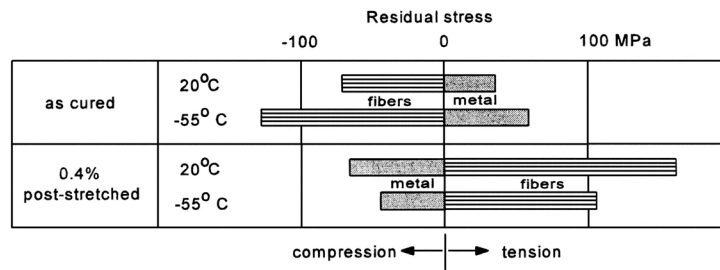 Residual stress
-100 0 100 MPa
as cured
20°C
fibers metal
-55° C
0.4%
post-stretched
20°C
metal fibers
-55° C
compression tension